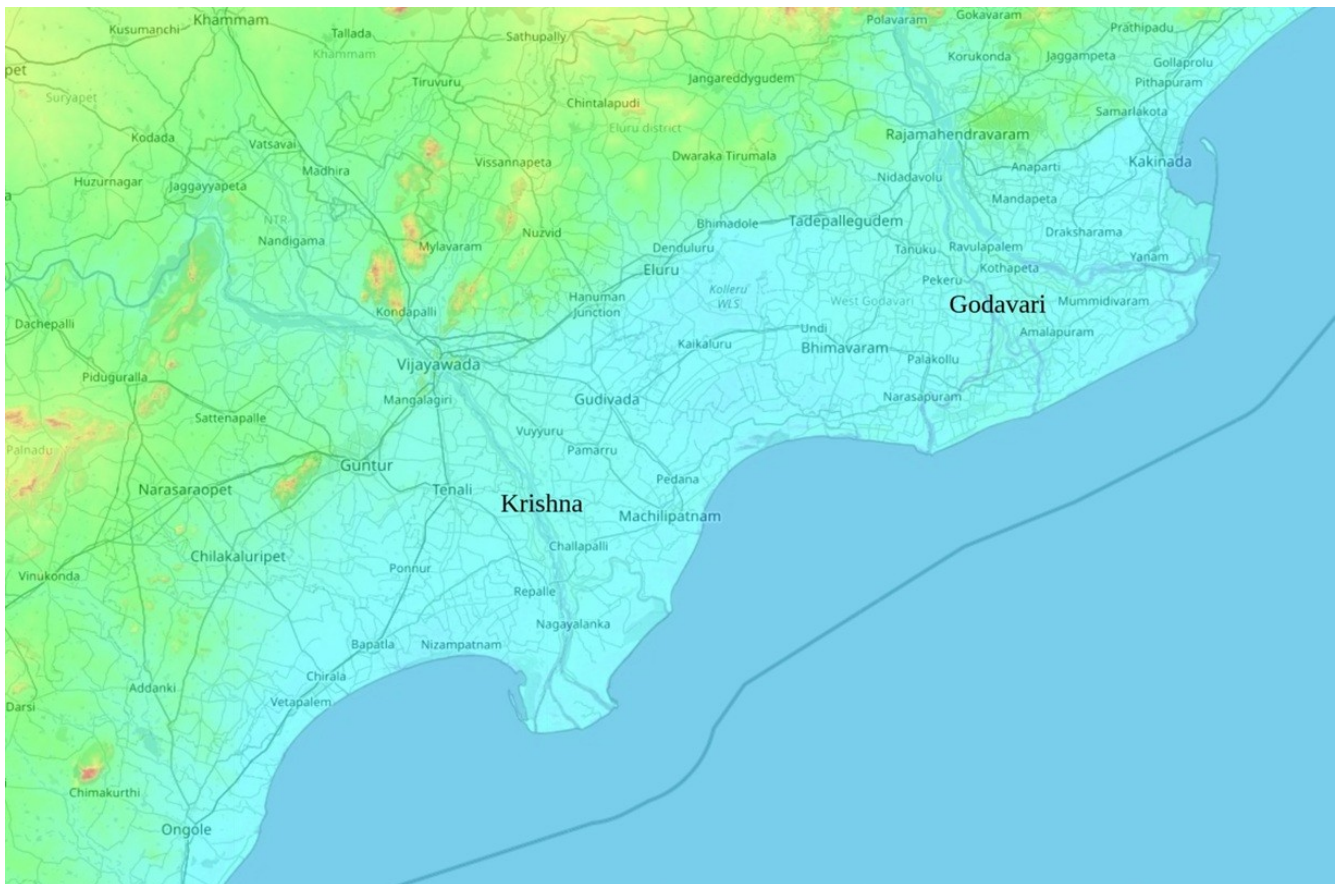 Khammam
Kusumanchi
Tallada
Khammam
Sathupally
Polavaram
Gokavaram
Prathipadu
pet
Suryapet
Tiruvuru
Jangareddygudem
Korukonda
Jaggampeta
Gollaprolu
Pithapuram
Chintalapudi
Eluru district
Samarlakota
Kodada
Vatsavai
Rajamahendravaram
Huzurnagar
Jaggayyapeta
Madhira
Vissannapeta
Dwaraka Tirumala
Nidadavolu
Anaparti
Kakinada
a
NTR
Nandigama
Mylavaram
Nuzvid
Bhimadole
Tadepallegudem
Mandapeta
Draksharama
Denduluru
Eluru
Tanuku
Ravulapalem
Yanam
Kothapeta
Pekeru
Kolleru
WLS
West Godavari
Godavari
Mummidivaram
Hanuman
Junction
Kondapalli
Dachepalli
Amalapuram
Undi
Kaikaluru
Bhimavaram
Palakollu
Vijayawada
Piduguralla
Mangalagiri
Gudivada
Narasapuram
Sattenapalle
Vuyyuru
Pamarru
Palnadu
Guntur
Pedana
Narasaraopet
Tenali
Krishna
Machilipatnam
Chilakaluripet
Challapalli
Vinukonda
Ponnur
Repalle
Nagayalanka
Bapatla
Nizampatnam
Chirala
Addanki
Vetapalem
Darsi
Chimakurthi
Ongole